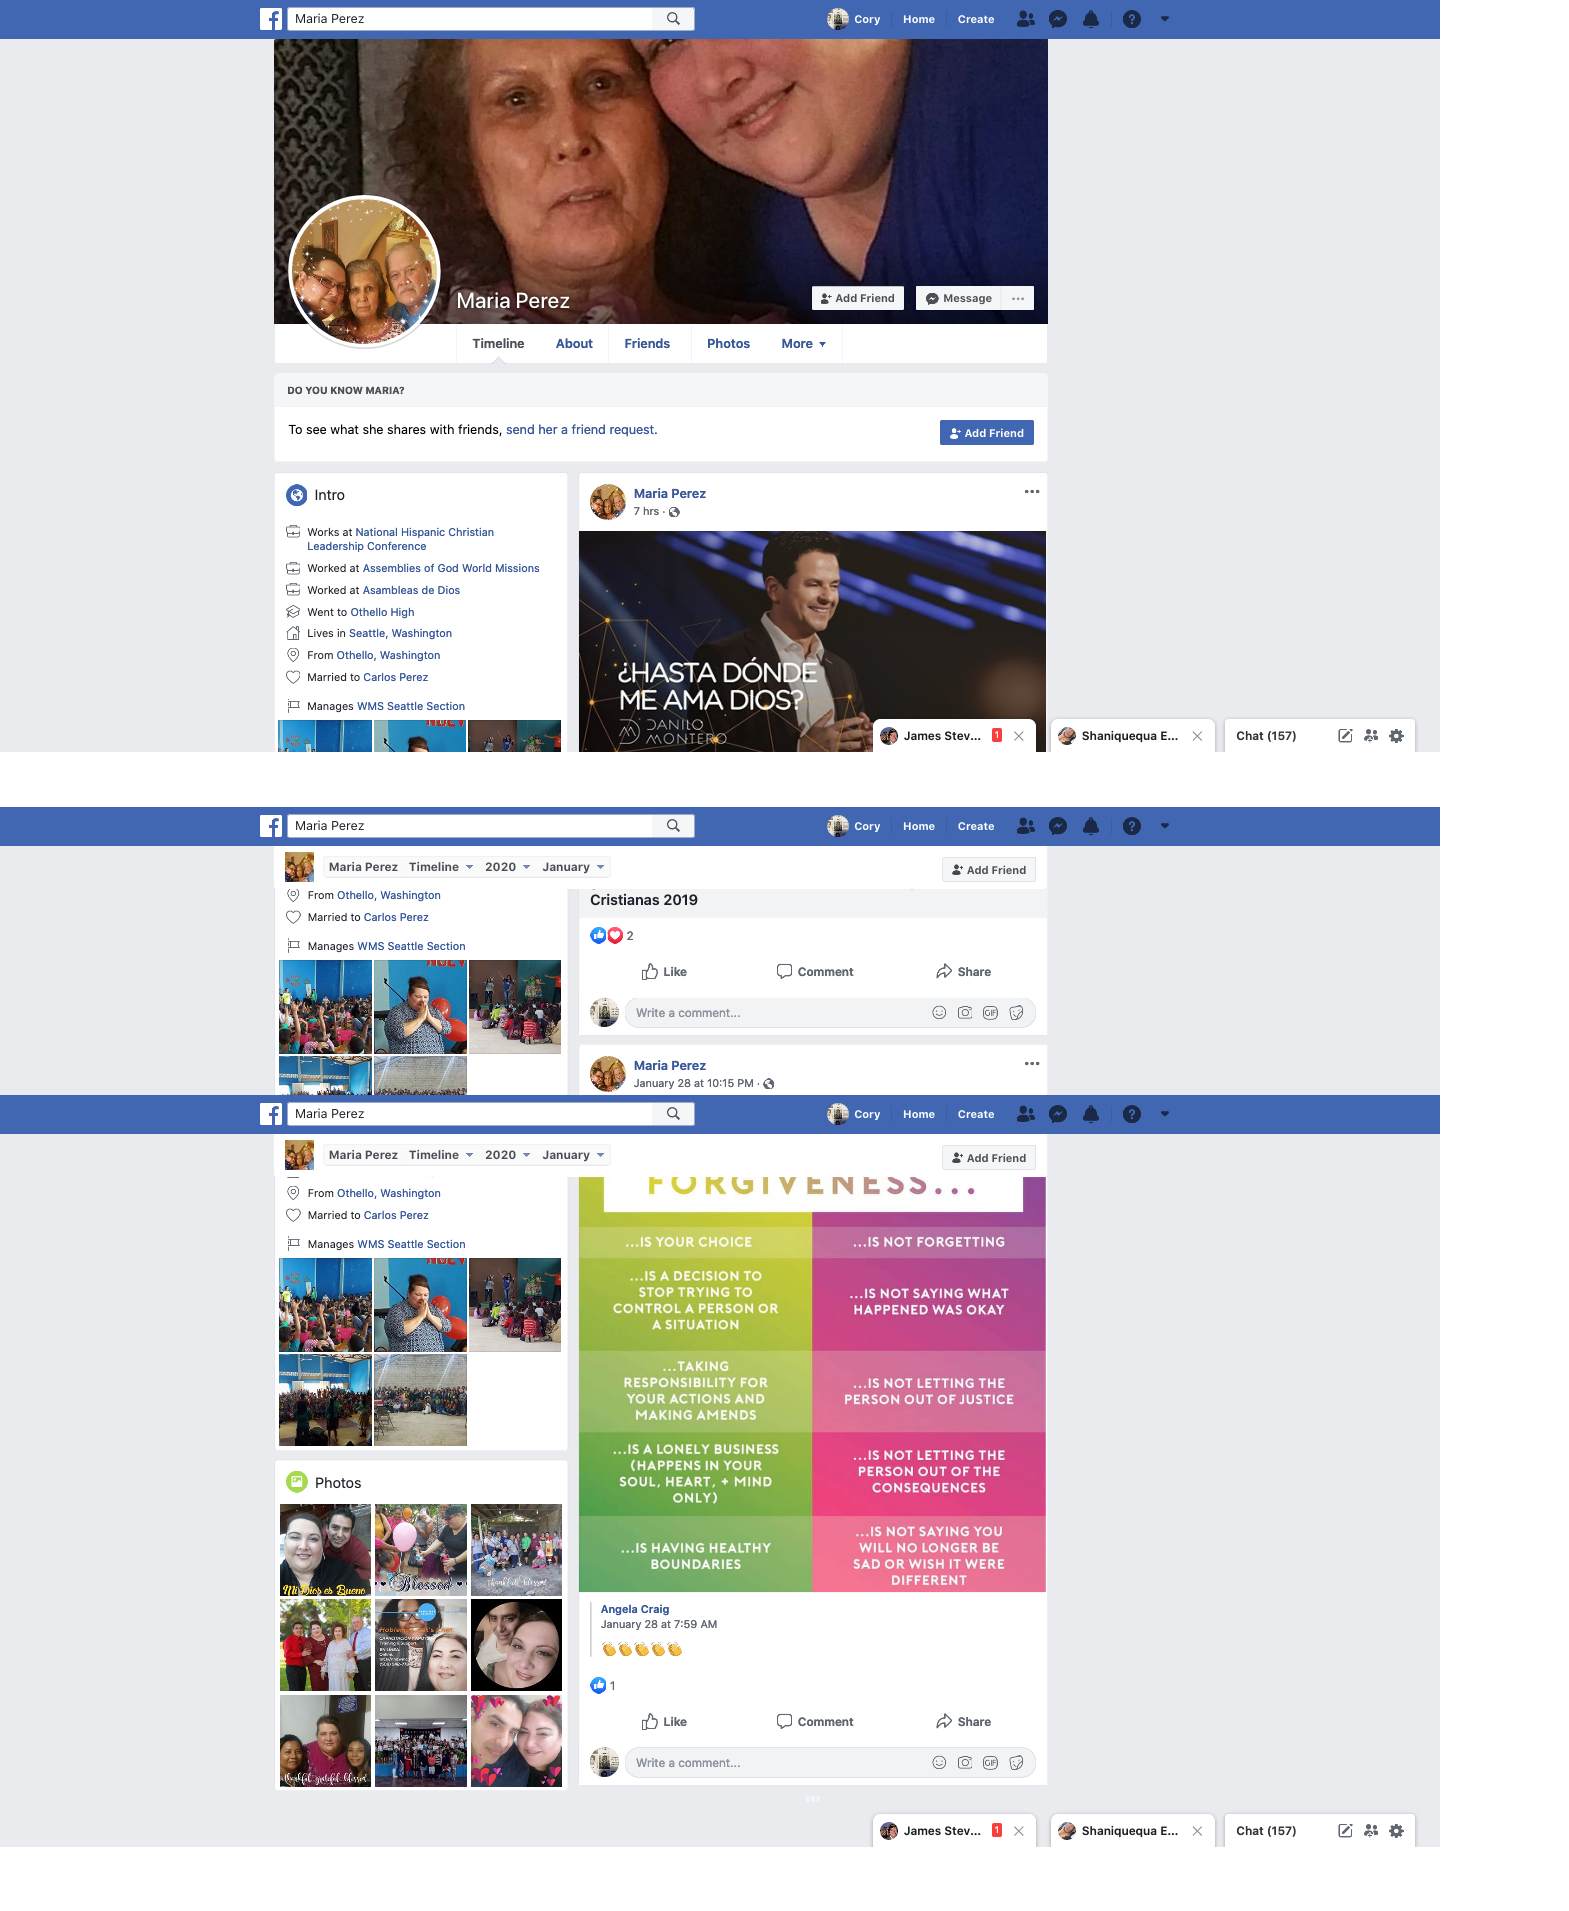 Maria Perez
Cory Home Create
Maria Perez
Add Friend Message
Timeline About Friends Photos More
DO YOU KNOW MARIA?
To see what she shares with friends, send her a friend request.
Add Friend
Intro
Works at National Hispanic Christian
Leadership Conference
Worked at Assemblies of God World Missions
Worked at Asambleas de Dios
Went to Othello High
Lives in Seattle, Washington
From Othello, Washington
Married to Carlos Perez
Manages WMS Seattle Section
Maria Perez
7 hrs ·
¿HASTA DÓNDE
ME AMA DIOS?
DANILO
MONTERO
James Stev... 1
Shaniquequa E...
Chat (157)
Maria Perez
Cory Home Create
Maria Perez Timeline 2020 January
Add Friend
From Othello, Washington
Married to Carlos Perez
Manages WMS Seattle Section
Cristianas 2019
2
Like Comment Share
Write a comment...
GIF
Maria Perez
January 28 at 10:15 PM ·
Maria Perez
Cory Home Create
Maria Perez Timeline 2020 January
Add Friend
From Othello, Washington
Married to Carlos Perez
Manages WMS Seattle Section
Photos
Mi Dios es Bueno
Blessed
thankful blessed
thankful, grateful, blessed
FORGIVENESS...
...IS YOUR CHOICE
...IS NOT FORGETTING
...IS A DECISION TO
STOP TRYING TO
CONTROL A PERSON OR
A SITUATION
...IS NOT SAYING WHAT
HAPPENED WAS OKAY
...TAKING
RESPONSIBILITY FOR
YOUR ACTIONS AND
MAKING AMENDS
...IS NOT LETTING THE
PERSON OUT OF JUSTICE
...IS A LONELY BUSINESS
(HAPPENS IN YOUR
SOUL, HEART, + MIND
ONLY)
...IS NOT LETTING THE
PERSON OUT OF THE
CONSEQUENCES
...IS HAVING HEALTHY
BOUNDARIES
...IS NOT SAYING YOU
WILL NO LONGER BE
SAD OR WISH IT WERE
DIFFERENT
Angela Craig
January 28 at 7:59 AM
👏👏👏👏👏
1
Like Comment Share
Write a comment...
GIF
James Stev... 1
Shaniquequa E...
Chat (157)